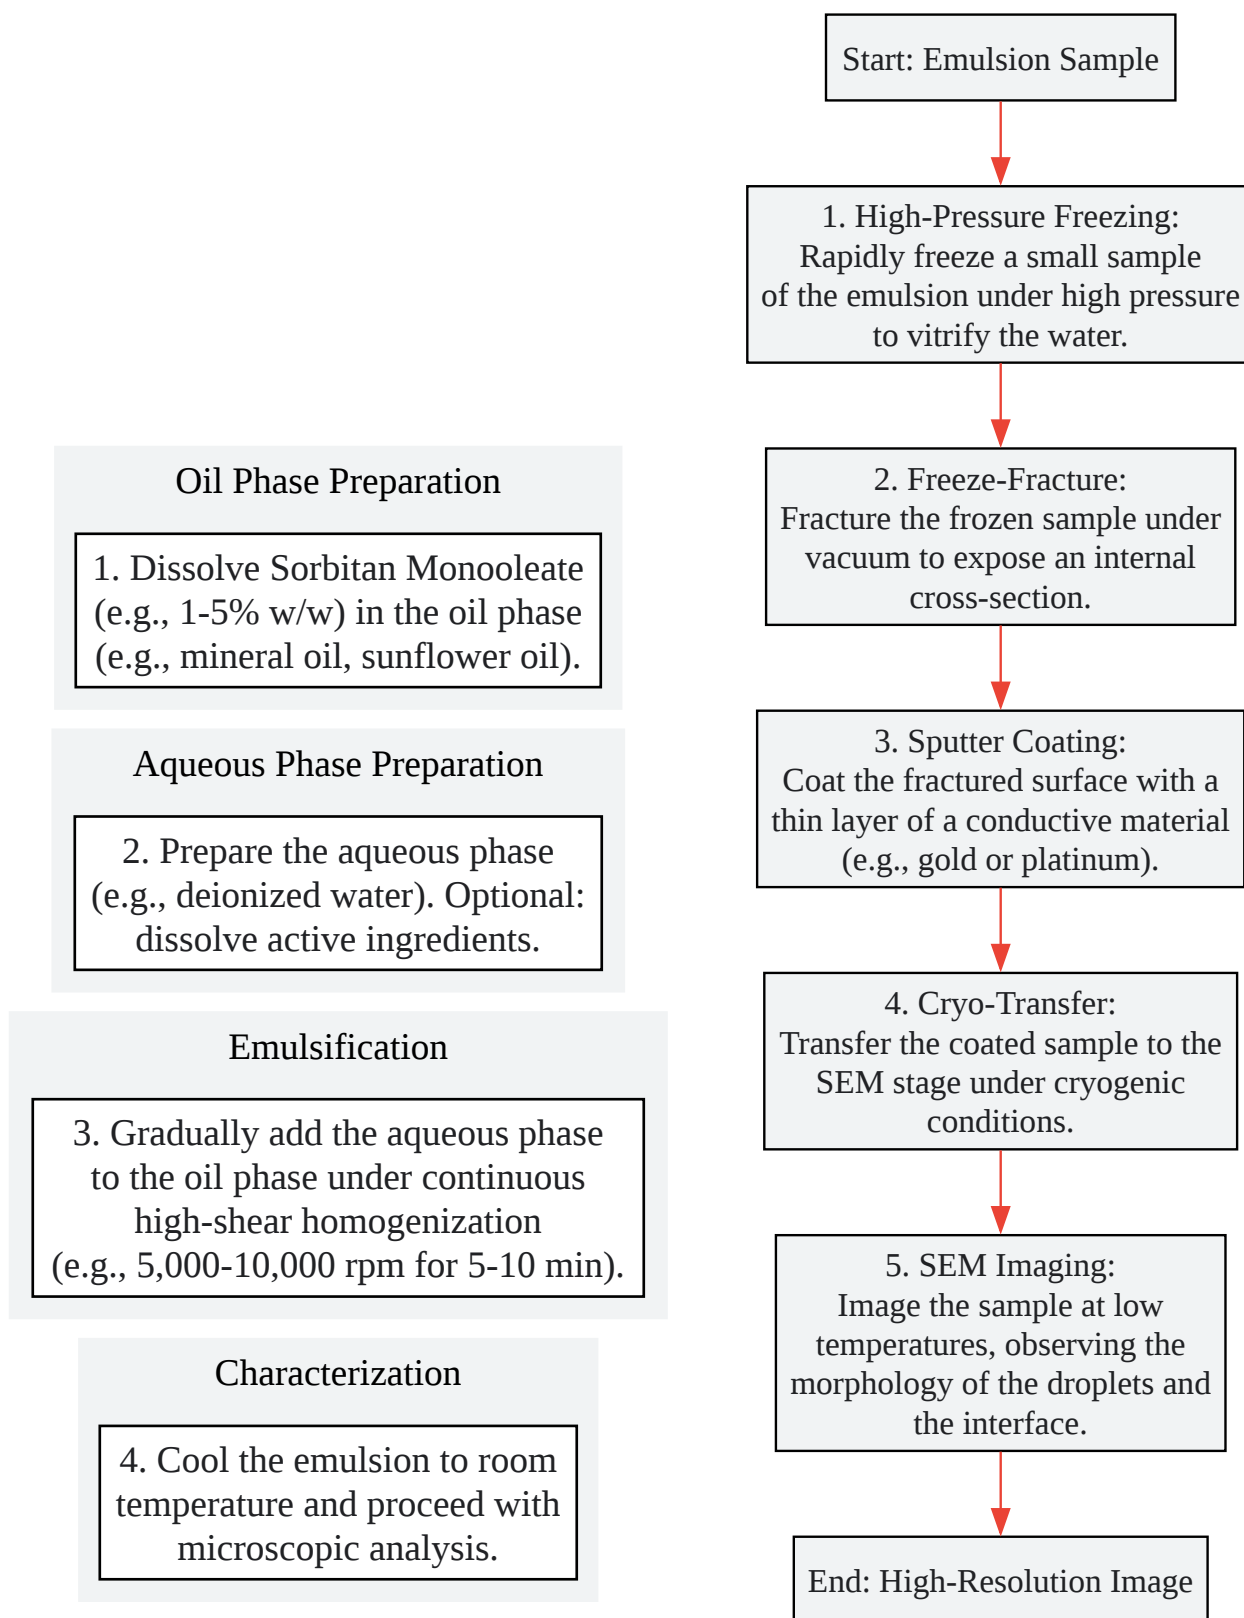 Start: Emulsion Sample
1. High-Pressure Freezing:
Rapidly freeze a small sample
of the emulsion under high pressure
to vitrify the water.
2. Freeze-Fracture:
Fracture the frozen sample under
vacuum to expose an internal
cross-section.
3. Sputter Coating:
Coat the fractured surface with a
thin layer of a conductive material
(e.g., gold or platinum).
4. Cryo-Transfer:
Transfer the coated sample to the
SEM stage under cryogenic
conditions.
5. SEM Imaging:
Image the sample at low
temperatures, observing the
morphology of the droplets and
the interface.
End: High-Resolution Image
Oil Phase Preparation
1. Dissolve Sorbitan Monooleate
(e.g., 1-5% w/w) in the oil phase
(e.g., mineral oil, sunflower oil).
Aqueous Phase Preparation
2. Prepare the aqueous phase
(e.g., deionized water). Optional:
dissolve active ingredients.
Emulsification
3. Gradually add the aqueous phase
to the oil phase under continuous
high-shear homogenization
(e.g., 5,000-10,000 rpm for 5-10 min).
Characterization
4. Cool the emulsion to room
temperature and proceed with
microscopic analysis.